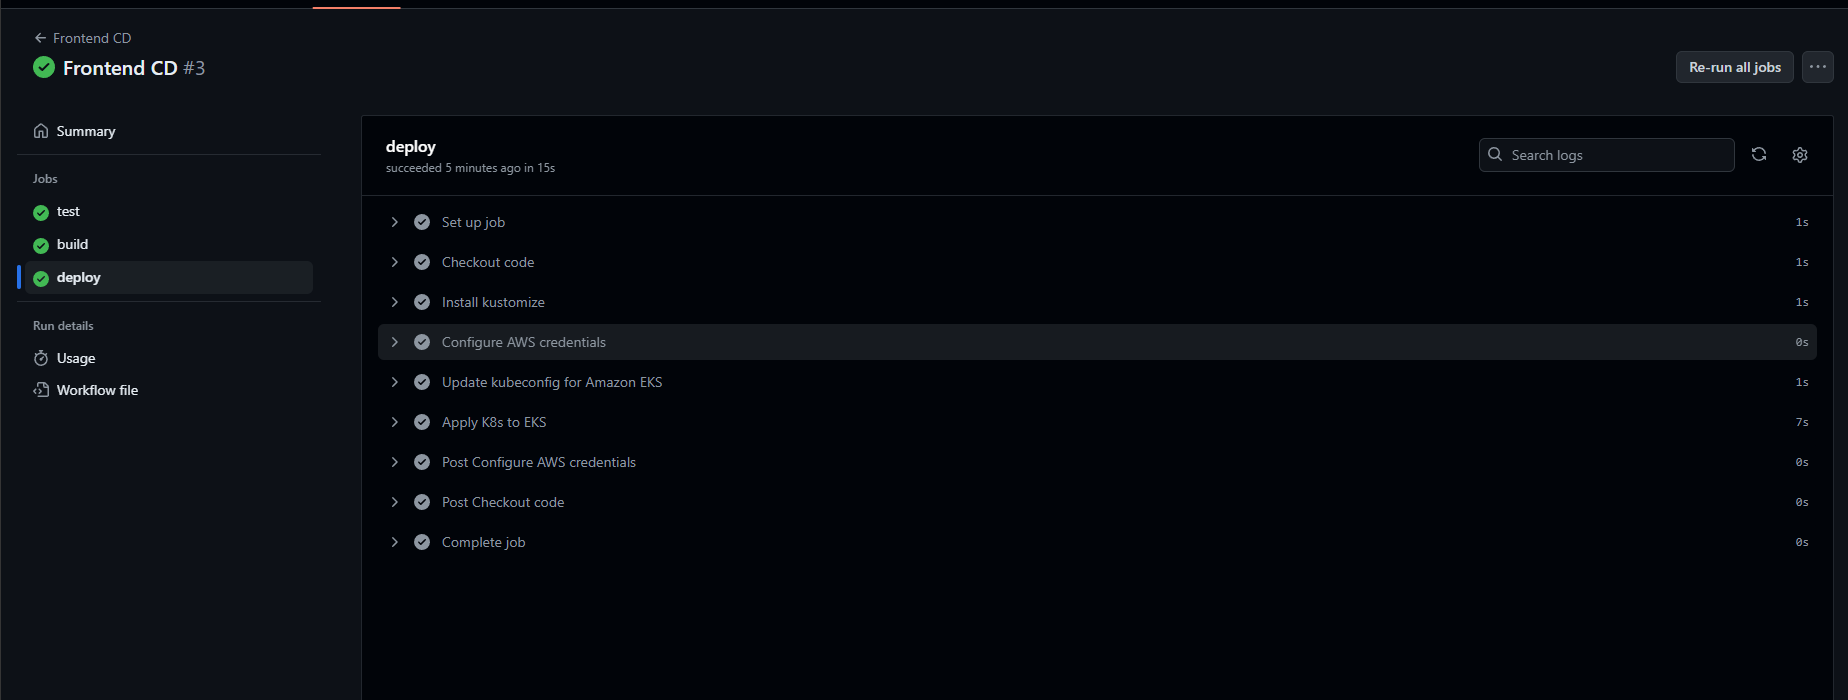 Frontend CD
Frontend CD #3
Re-run all jobs
Summary
Jobs
test
build
deploy
Run details
Usage
Workflow file
deploy
succeeded 5 minutes ago in 15s
Search logs
Set up job 1s
Checkout code 1s
Install kustomize 1s
Configure AWS credentials 0s
Update kubeconfig for Amazon EKS 1s
Apply K8s to EKS 7s
Post Configure AWS credentials 0s
Post Checkout code 0s
Complete job 0s